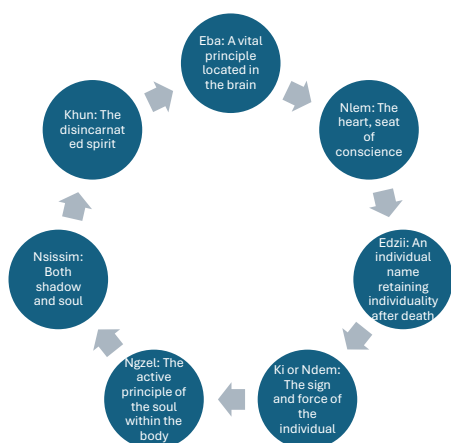 Eba: A vital
principle
located in
the brain
Nlem: The
heart, seat
of
conscience
Edzii: An
individual
name
retaining
individuality
after death
Ki or Ndem:
The sign
and force of
the
individual
Ngzel: The
active
principle of
the soul
within the
body
Nsissim:
Both
shadow and
soul
Khun: The
disincarnat
ed spirit